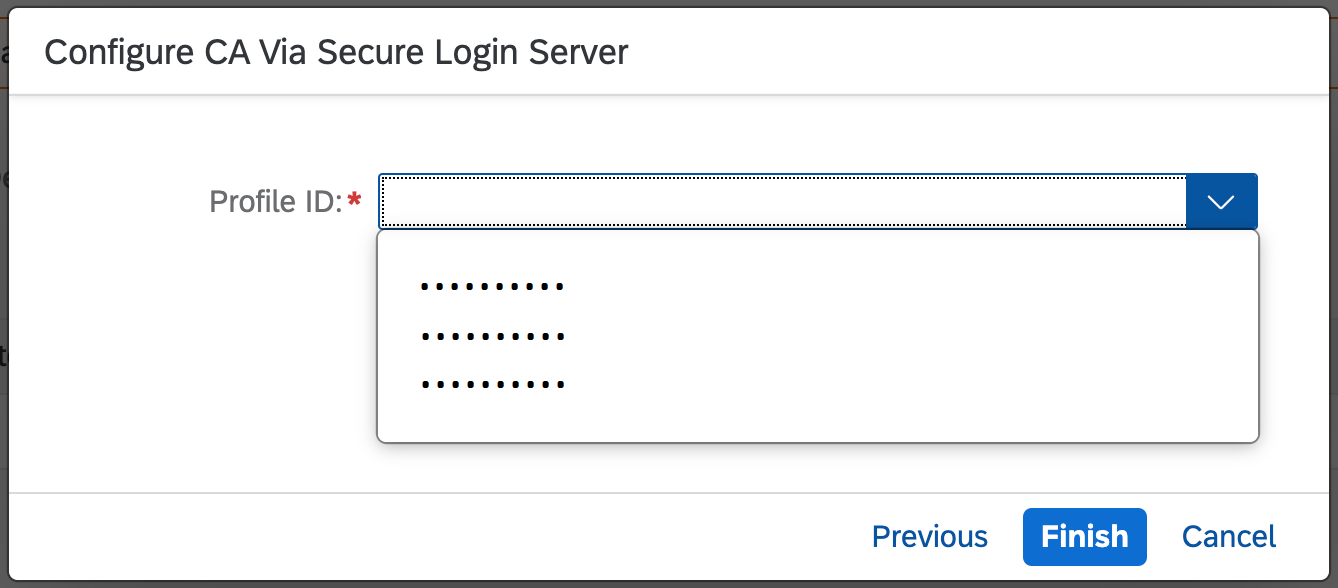 Configure CA Via Secure Login Server
Profile ID:*
..........
..........
..........
Previous Finish Cancel